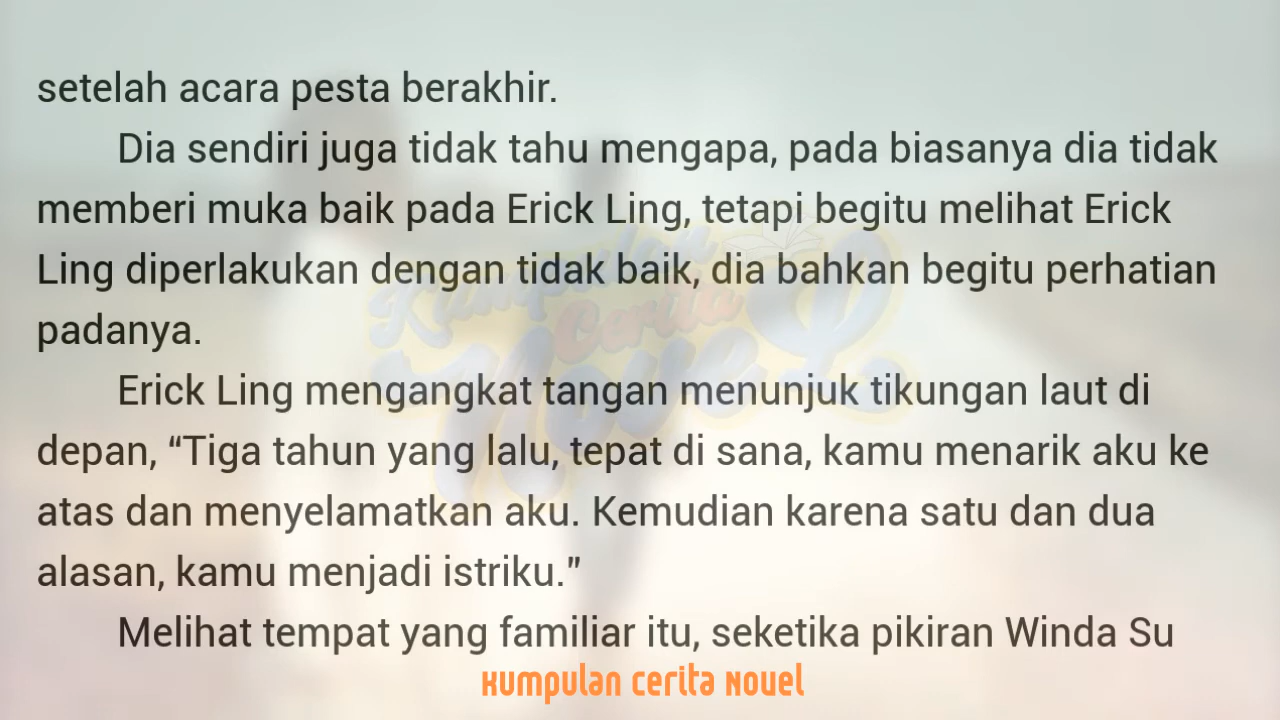 setelah acara pesta berakhir.
Dia sendiri juga tidak tahu mengapa, pada biasanya dia tidak
memberi muka baik pada Erick Ling, tetapi begitu melihat Erick
Ling diperlakukan dengan tidak baik, dia bahkan begitu perhatian
padanya.
Erick Ling mengangkat tangan menunjuk tikungan laut di
depan, “Tiga tahun yang lalu, tepat di sana, kamu menarik aku ke
atas dan menyelamatkan aku. Kemudian karena satu dan dua
alasan, kamu menjadi istriku.”
Melihat tempat yang familiar itu, seketika pikiran Winda Su
Kumpulan Cerita Novel
Kumpulan Cerita Novel